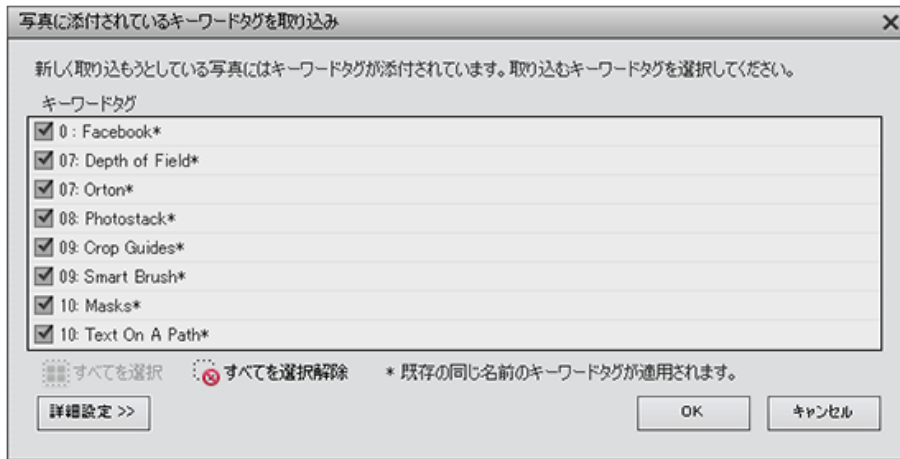 写真に添付されているキーワードタグを取り込み
新しく取り込もうとしている写真にはキーワードタグが添付されています。取り込むキーワードタグを選択してください。
キーワードタグ
0 : Facebook*
07: Depth of Field*
07: Orton*
08: Photostack*
09: Crop Guides*
09: Smart Brush*
10: Masks*
10: Text On A Path*
すべてを選択 すべてを選択解除 * 既存の同じ名前のキーワードタグが適用されます。
詳細設定 >> OK キャンセル